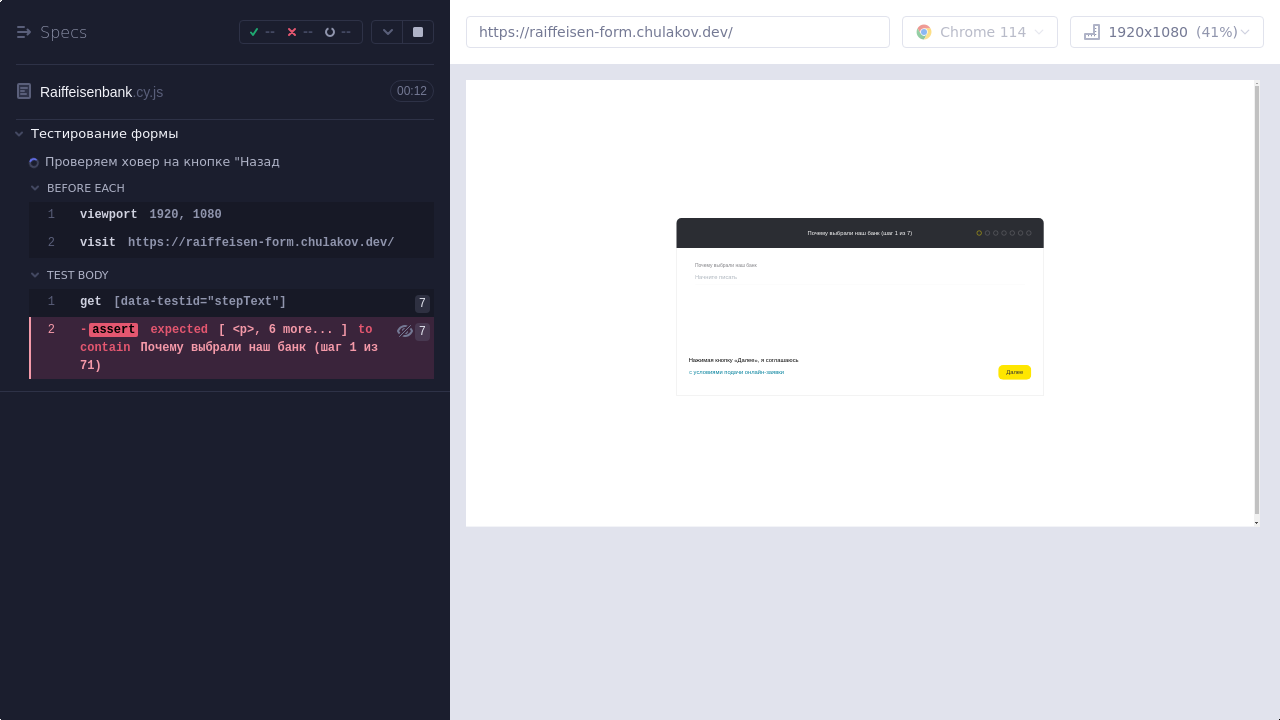 Specs
--
--
--
https://raiffeisen-form.chulakov.dev/
Chrome 114
1920x1080 (41%)
Raiffeisenbank.cy.js
00:12
Тестирование формы
Проверяем ховер на кнопке "Назад
BEFORE EACH
1 viewport 1920, 1080
2 visit https://raiffeisen-form.chulakov.dev/
TEST BODY
1 get [data-testid="stepText"] 7
2 -assert expected [ <p>, 6 more... ] to 7
contain Почему выбрали наш банк (шаг 1 из
71)
Почему выбрали наш банк (шаг 1 из 7)
Почему выбрали наш банк
Начните писать
Нажимая кнопку «Далее», я соглашаюсь
с условиями подачи онлайн-заявки
Далее